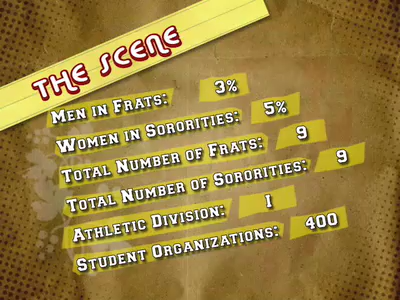 THE SCENE
MEN IN FRATS: 3%
WOMEN IN SORORITIES: 5%
TOTAL NUMBER OF FRATS: 9
TOTAL NUMBER OF SORORITIES: 9
ATHLETIC DIVISION: I
STUDENT ORGANIZATIONS: 400